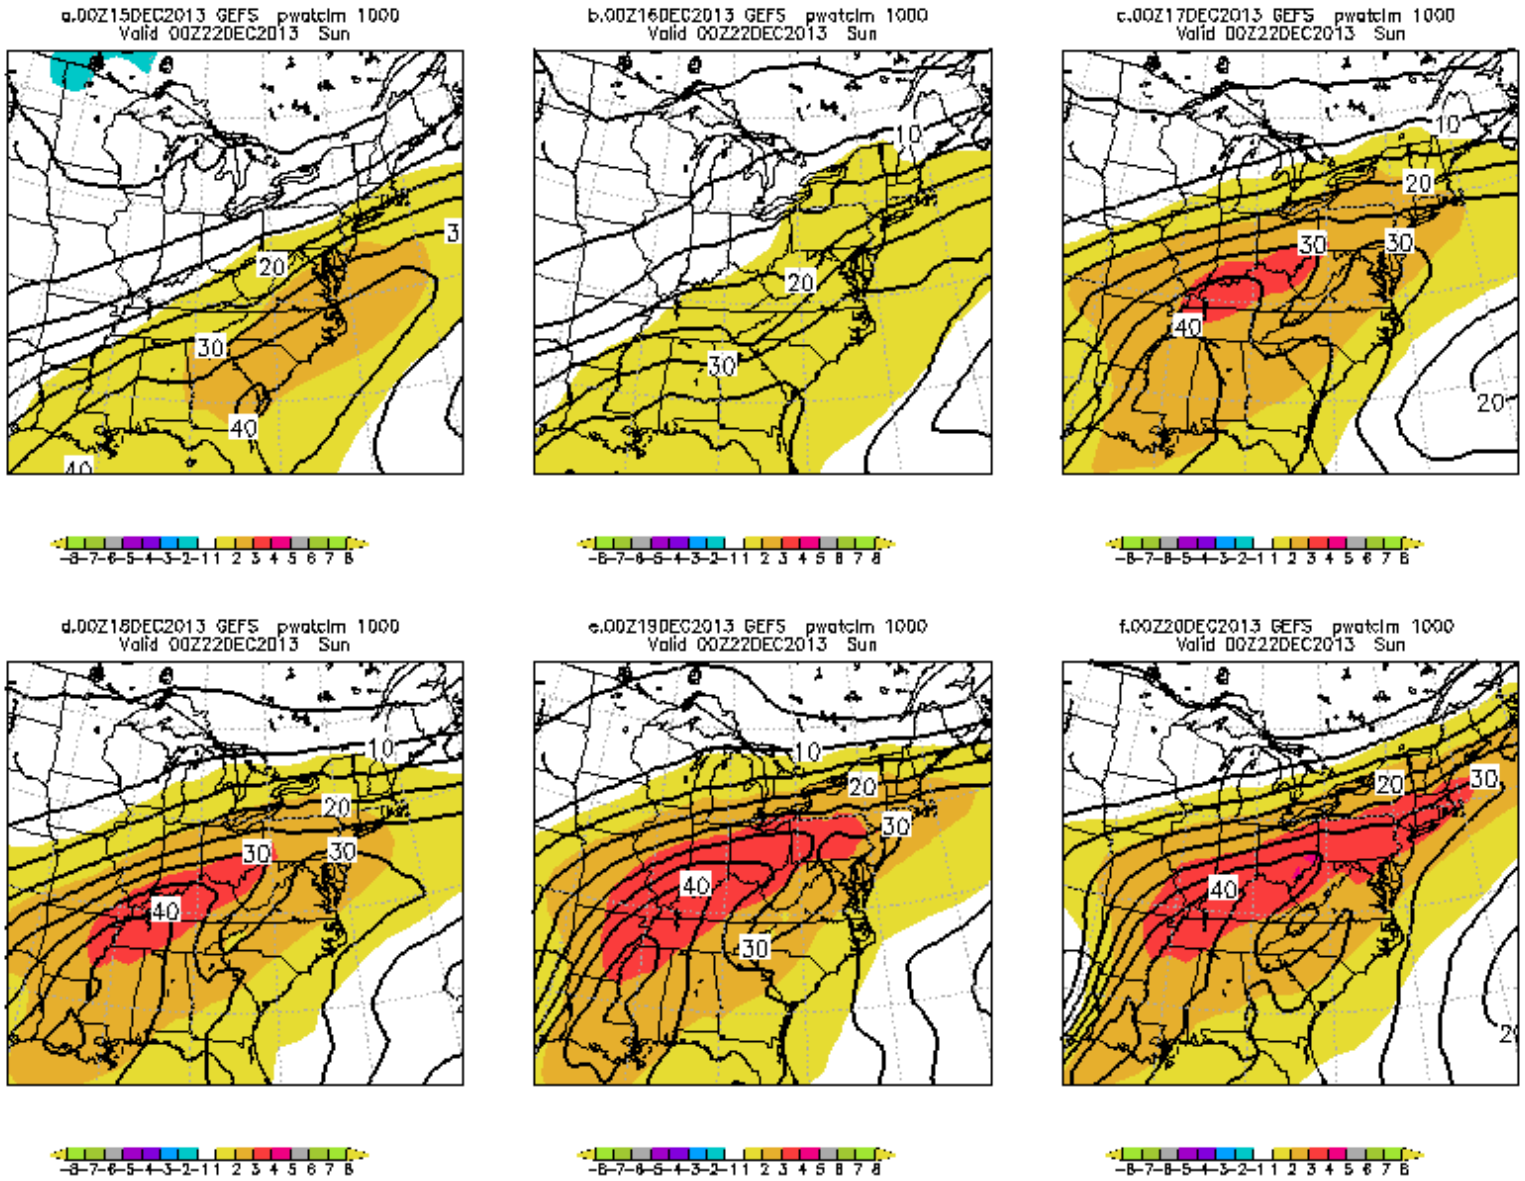 a.00Z15DEC2013 GEFS pwatclm 1000
Valid 00Z22DEC2013 Sun
b.00Z16DEC2013 GEFS pwatclm 1000
Valid 00Z22DEC2013 Sun
c.00Z17DEC2013 GEFS pwatclm 1000
Valid 00Z22DEC2013 Sun
3
20
30
40
40
10
20
30
10
20
30
30
40
20
-8-7-6-5-4-3-2-1 1 2 3 4 5 6 7 8
-8-7-6-5-4-3-2-1 1 2 3 4 5 6 7 8
-8-7-6-5-4-3-2-1 1 2 3 4 5 6 7 8
d.00Z18DEC2013 GEFS pwatclm 1000
Valid 00Z22DEC2013 Sun
e.00Z19DEC2013 GEFS pwatclm 1000
Valid 00Z22DEC2013 Sun
f.00Z20DEC2013 GEFS pwatclm 1000
Valid 00Z22DEC2013 Sun
10
20
30
30
40
10
20
30
40
30
20
30
40
2
-8-7-6-5-4-3-2-1 1 2 3 4 5 6 7 8
-8-7-6-5-4-3-2-1 1 2 3 4 5 6 7 8
-8-7-6-5-4-3-2-1 1 2 3 4 5 6 7 8